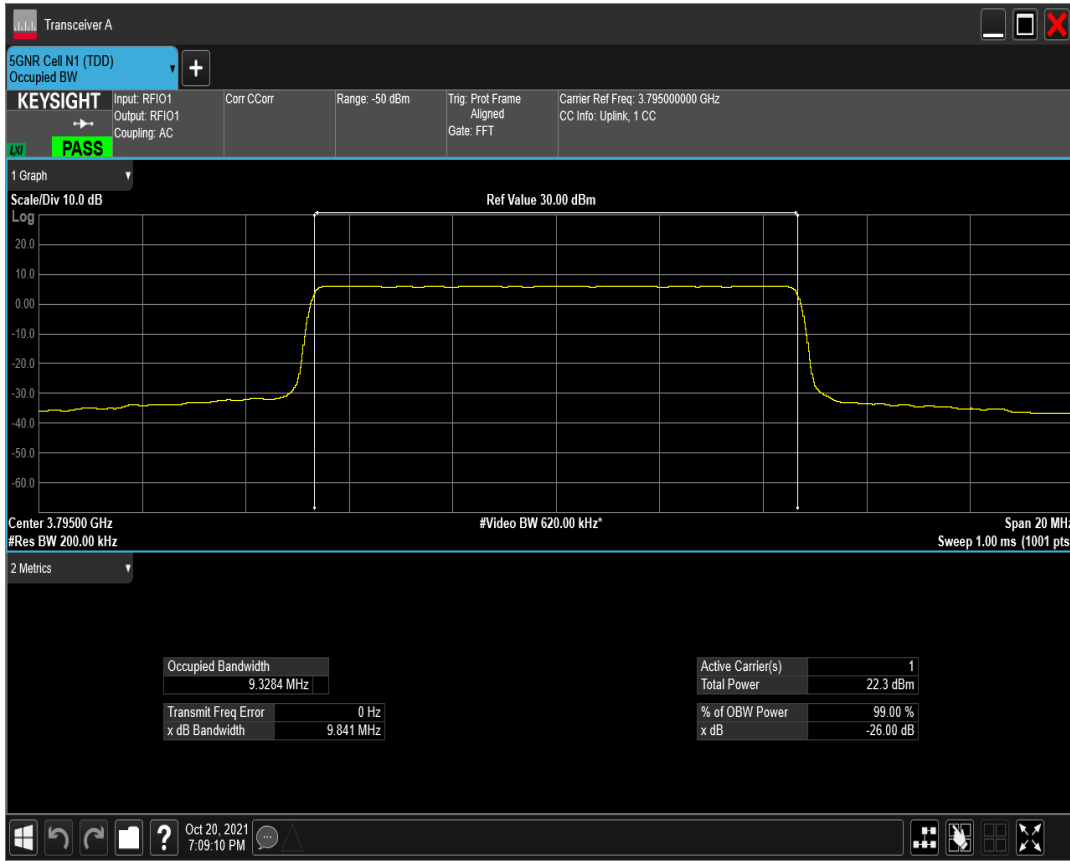 Transceiver A
5GNR Cell N1 (TDD)
Occupied BW
+
KEYSIGHT
LXI
PASS
Input: RFIO1
Output: RFIO1
Coupling: AC
Corr CCorr
Range: -50 dBm
Trig: Prot Frame
Aligned
Gate: FFT
Carrier Ref Freq: 3.795000000 GHz
CC Info: Uplink, 1 CC
1 Graph
Scale/Div 10.0 dB
Ref Value 30.00 dBm
Log
20.0
10.0
0.00
-10.0
-20.0
-30.0
-40.0
-50.0
-60.0
Center 3.79500 GHz
#Video BW 620.00 kHz*
Span 20 MHz
#Res BW 200.00 kHz
Sweep 1.00 ms (1001 pts
2 Metrics
Occupied Bandwidth
9.3284 MHz
Transmit Freq Error 0 Hz
x dB Bandwidth 9.841 MHz
Active Carrier(s) 1
Total Power 22.3 dBm
% of OBW Power 99.00 %
x dB -26.00 dB
?
Oct 20, 2021
7:09:10 PM